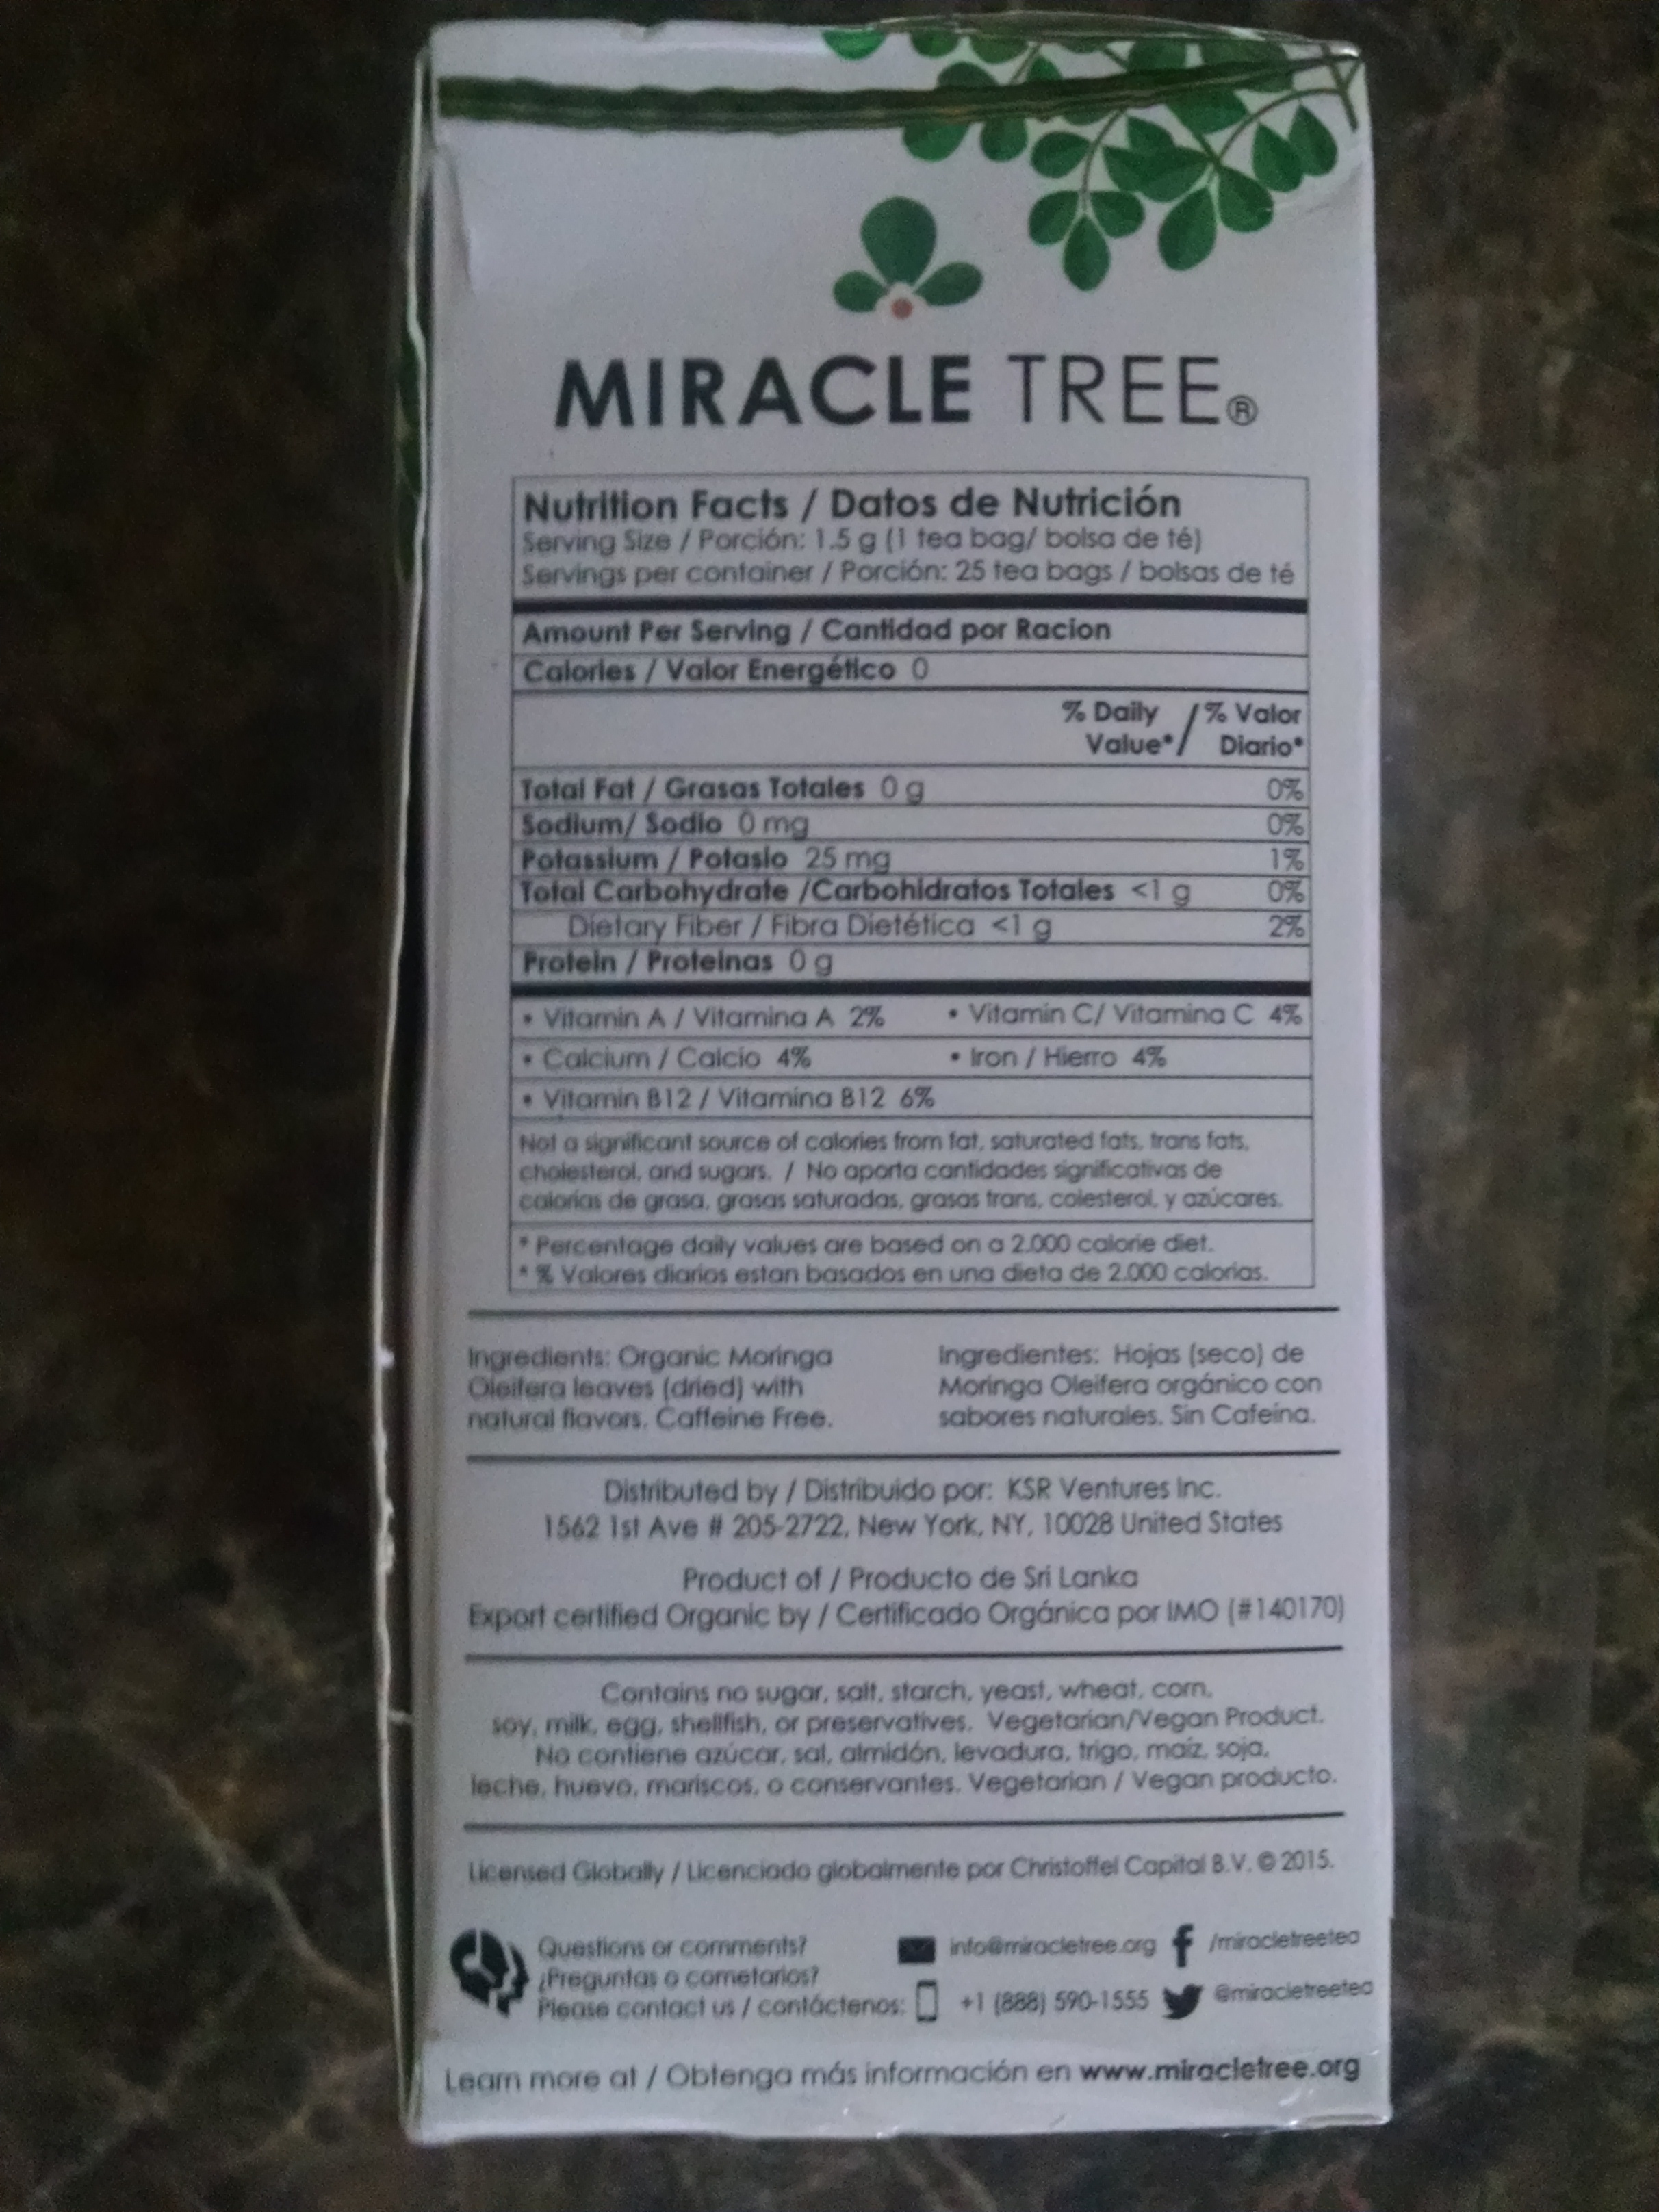 MIRACLE TREE®
Nutrition Facts / Datos de Nutrición
Serving Size / Porción: 1.5 g (1 tea bag/ bolsa de té)
Servings per container / Porción: 25 tea bags / bolsas de té
Amount Per Serving / Cantidad por Racion
Calories / Valor Energético 0
% Daily Value* / % Valor Diario*
Total Fat / Grasas Totales 0 g 0%
Sodium/ Sodio 0 mg 0%
Potassium / Potasio 25 mg 1%
Total Carbohydrate /Carbohidratos Totales <1 g 0%
Dietary Fiber / Fibra Dietética <1 g 2%
Protein / Proteinas 0 g
• Vitamin A / Vitamina A 2% • Vitamin C/ Vitamina C 4%
• Calcium / Calcio 4% • Iron / Hierro 4%
• Vitamin B12 / Vitamina B12 6%
Not a significant source of calories from fat, saturated fats, trans fats,
cholesterol, and sugars. / No aporta cantidades significativas de
calorias de grasa, grasas saturadas, grasas trans, colesterol, y azúcares.
* Percentage daily values are based on a 2.000 calorie diet.
* % Valores diarios estan basados en una dieta de 2.000 calorias.
Ingredients: Organic Moringa
Oleifera leaves (dried) with
natural flavors. Caffeine Free.
Ingredientes: Hojas (seco) de
Moringa Oleifera orgánico con
sabores naturales. Sin Cafeína.
Distributed by / Distribuido por: KSR Ventures Inc.
1562 1st Ave # 205-2722, New York, NY, 10028 United States
Product of / Producto de Sri Lanka
Export certified Organic by / Certificado Orgánica por IMO (#140170)
Contains no sugar, salt, starch, yeast, wheat, corn,
soy, milk, egg, shellfish, or preservatives. Vegetarian/Vegan Product.
No contiene azúcar, sal, almidón, levadura, trigo, maíz, soja,
leche, huevo, mariscos, o conservantes. Vegetarian / Vegan producto.
Licensed Globally / Licenciado globalmente por Christoffel Capital B.V. © 2015.
Questions or comments?
¿Preguntas o cometarios?
Please contact us / contáctenos:
info@miracletree.org /miracletreetea
+1 (888) 590-1555 @miracletreetea
Learn more at / Obtenga más información en www.miracletree.org